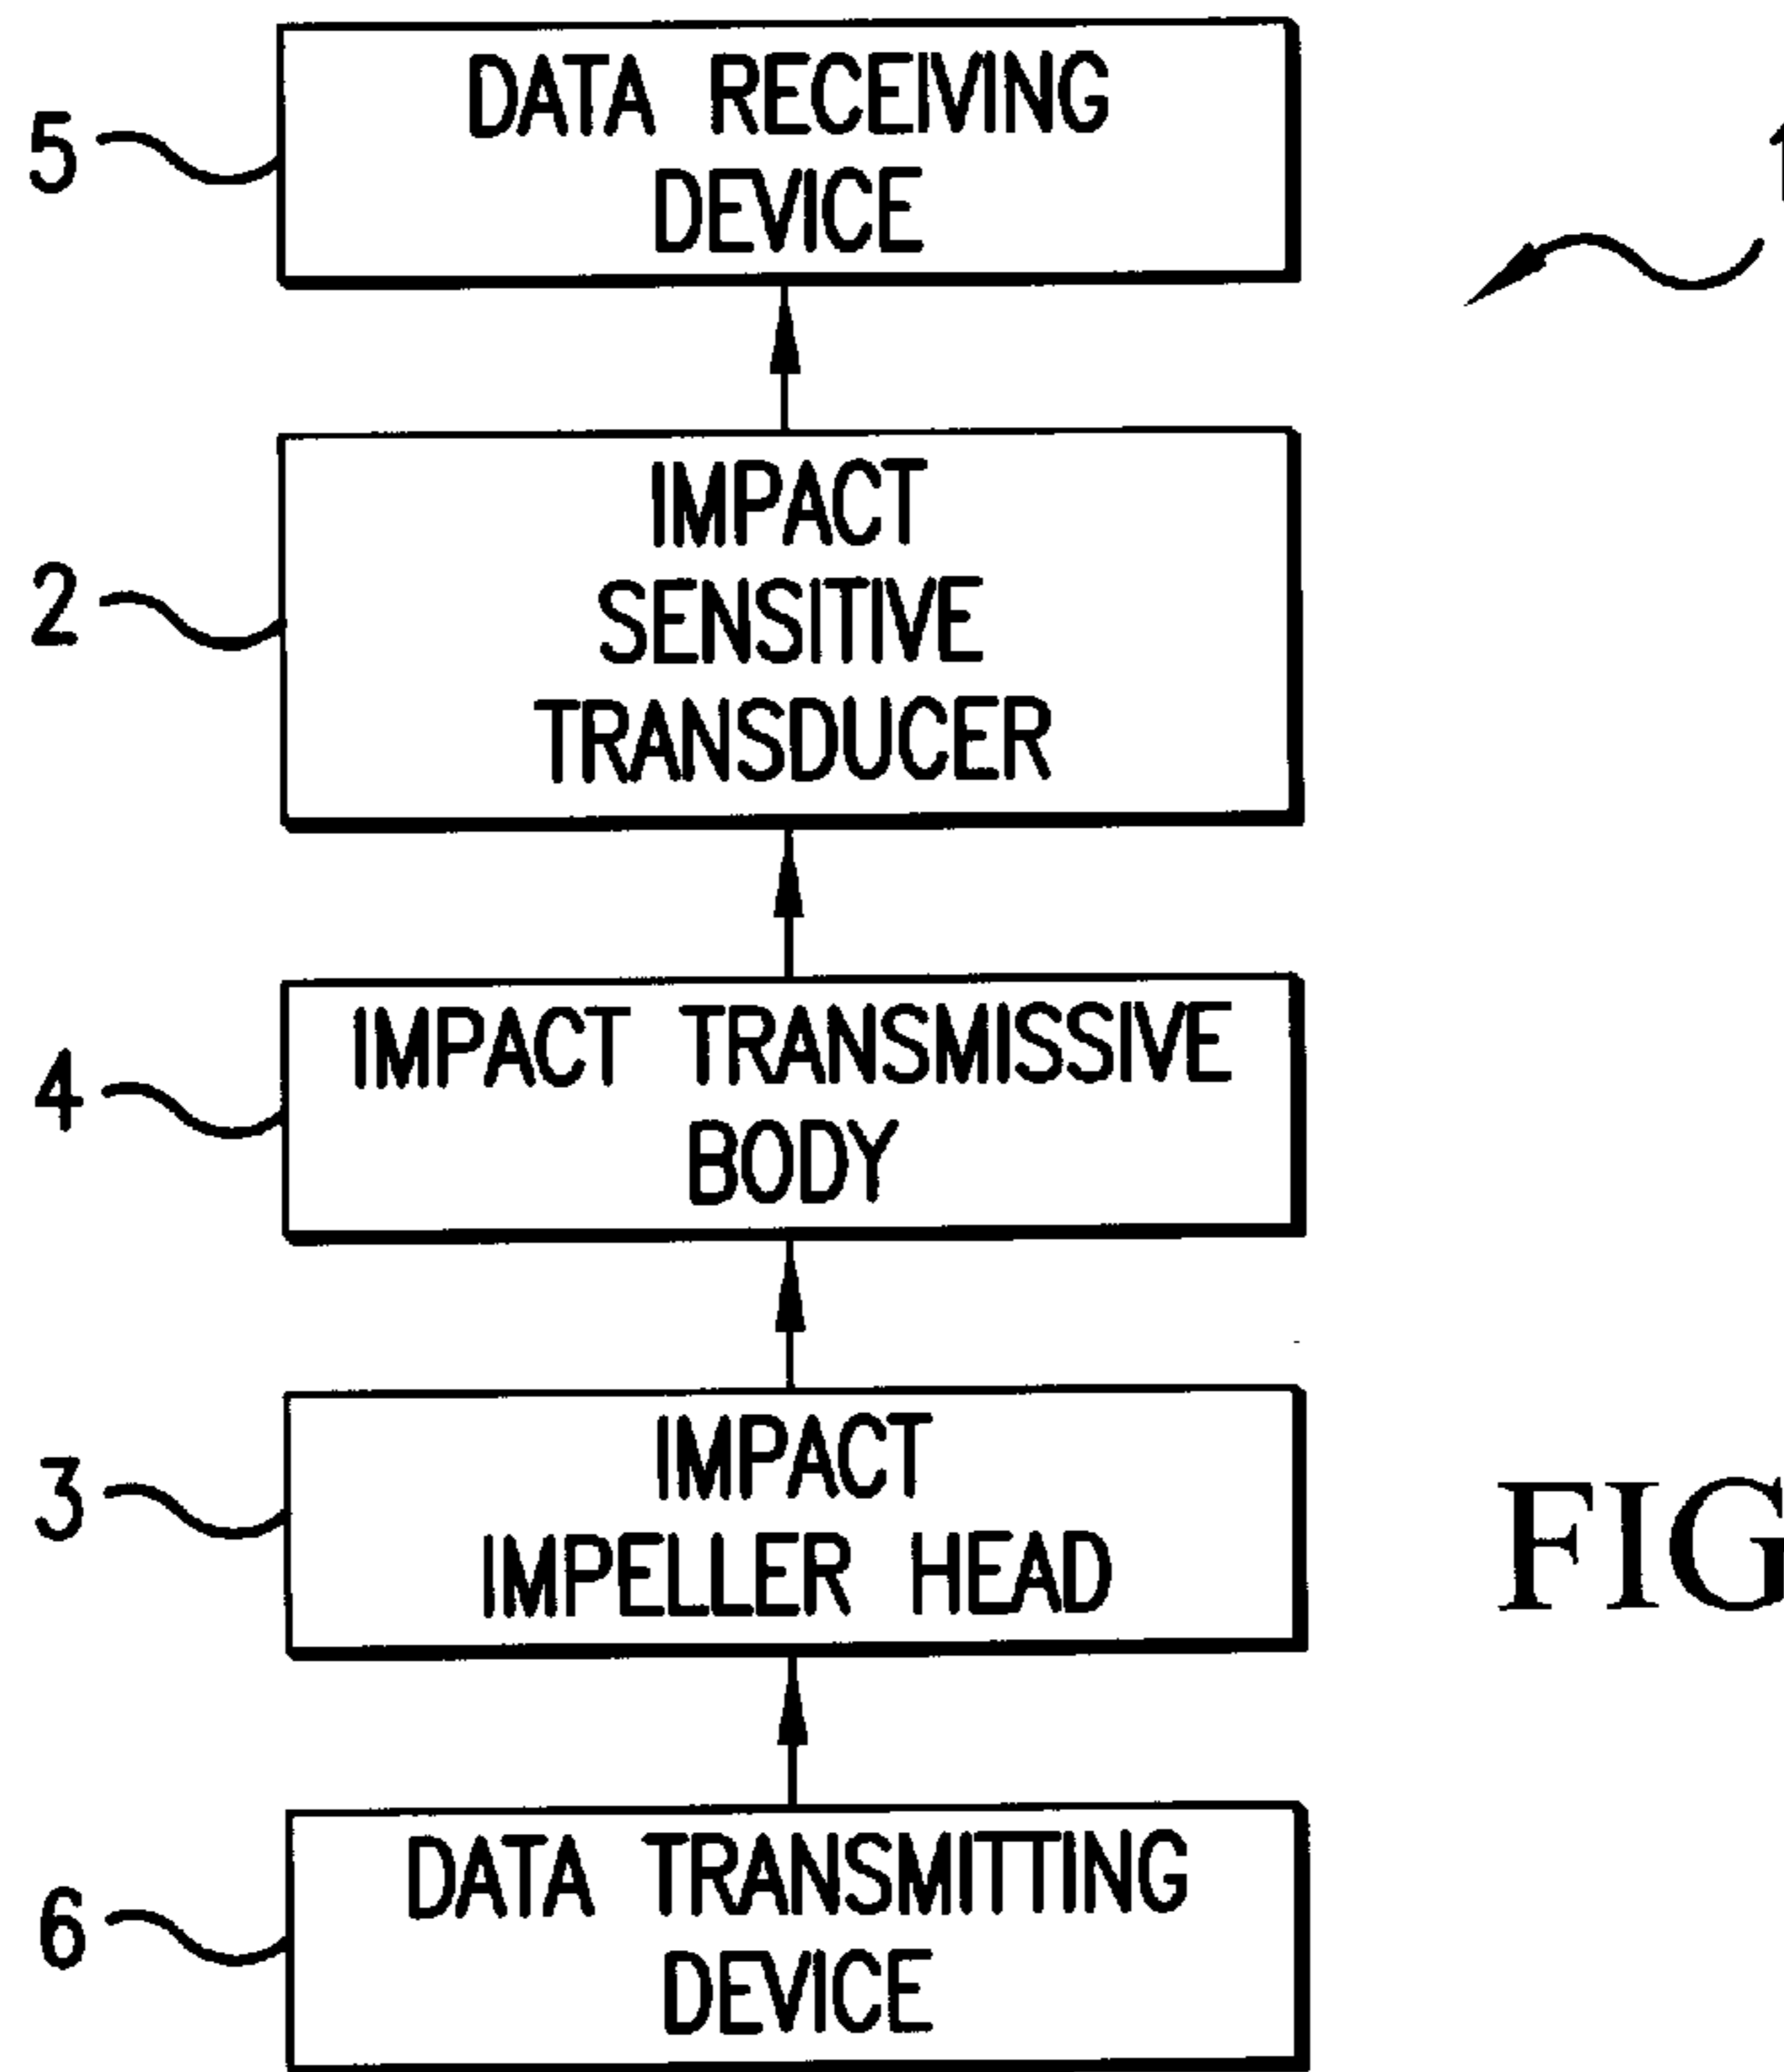 5
DATA RECEIVING
DEVICE
1
2
IMPACT
SENSITIVE
TRANSDUCER
4
IMPACT TRANSMISSIVE
BODY
3
IMPACT
IMPELLER HEAD
FIG
6
DATA TRANSMITTING
DEVICE